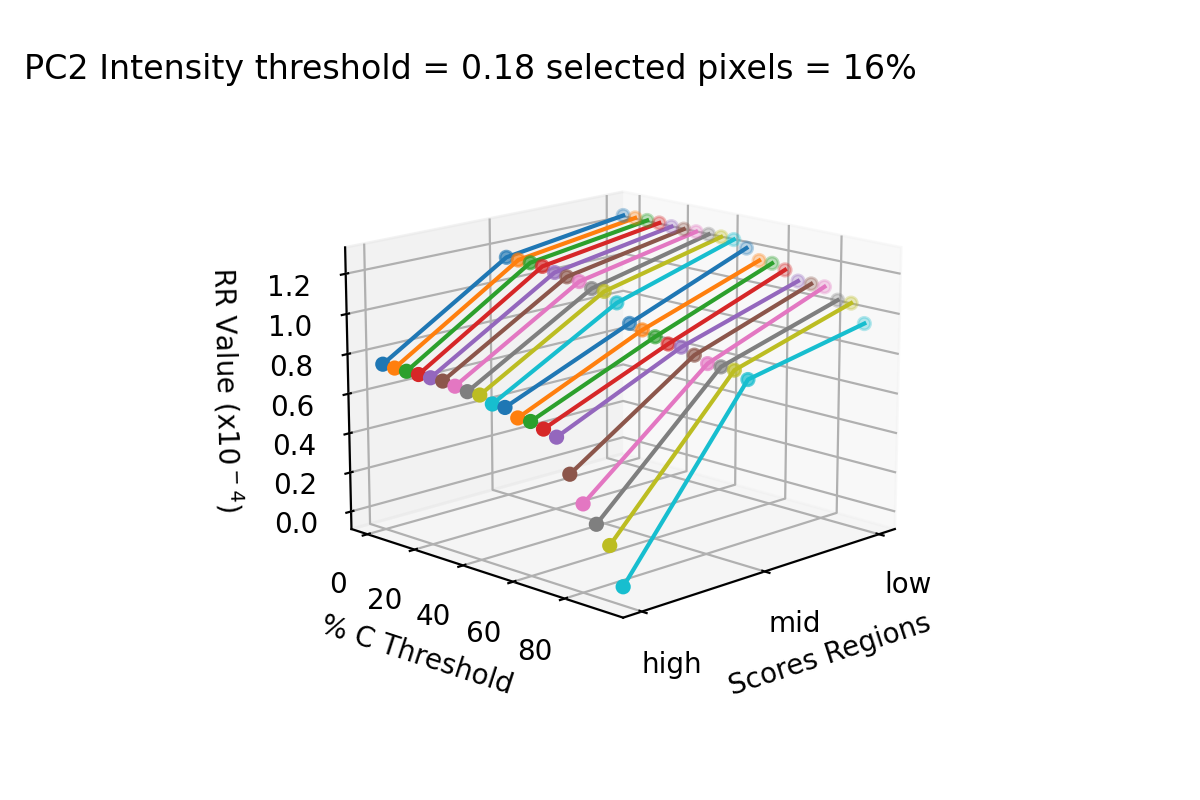 PC2 Intensity threshold = 0.18 selected pixels = 16%
RR Value (x10⁻⁴)
1.2
1.0
0.8
0.6
0.4
0.2
0.0
0
20
40
60
80
% C Threshold
high
mid
low
Scores Regions